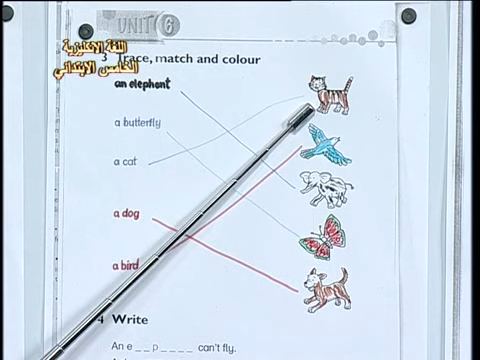 UNIT 6
اللغة الانكليزية
الخامس الابتدائي
3 Trace, match and colour
an elephant
a butterfly
a cat
a dog
a bird
4 Write
An e _ _ p _ _ _ _ can't fly.